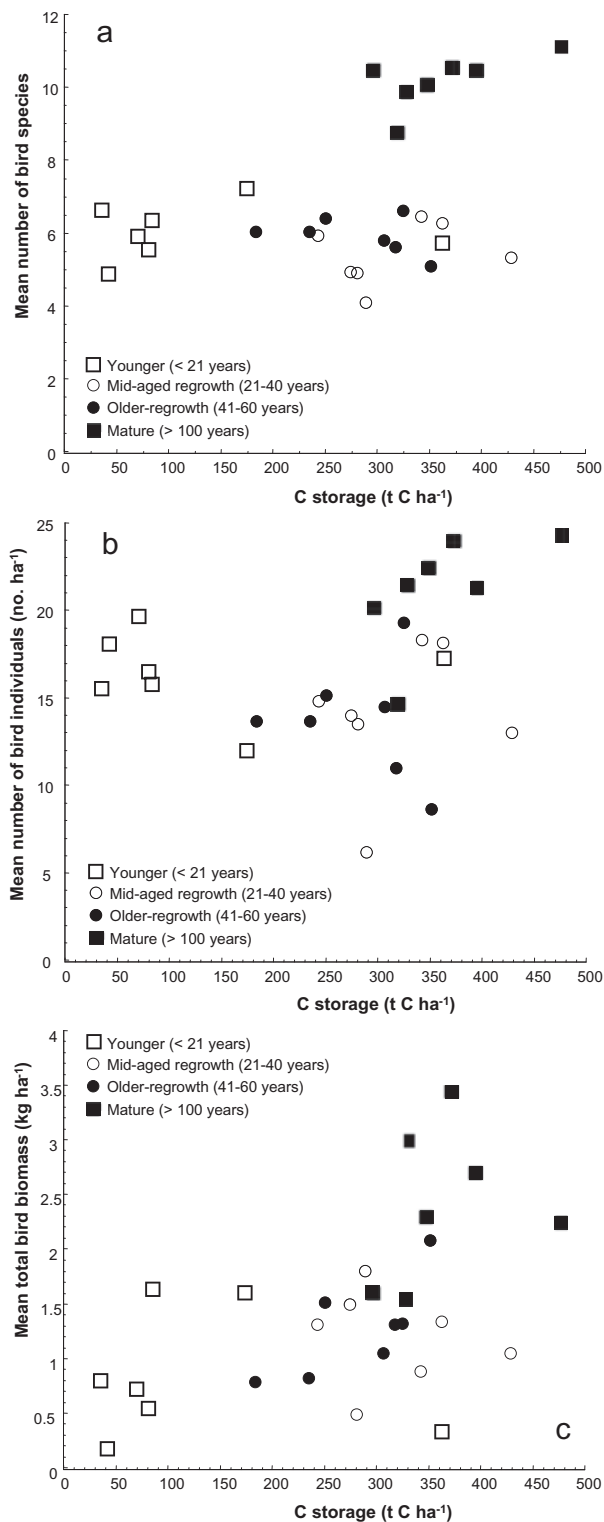 a
12
10
8
6
4
2
0
Mean number of bird species
Younger (< 21 years)
Mid-aged regrowth (21-40 years)
Older-regrowth (41-60 years)
Mature (> 100 years)
0 50 100 150 200 250 300 350 400 450 500
C storage (t C ha⁻¹)
b
25
20
15
10
5
0
Mean number of bird individuals (no. ha⁻¹)
Younger (< 21 years)
Mid-aged regrowth (21-40 years)
Older-regrowth (41-60 years)
Mature (> 100 years)
0 50 100 150 200 250 300 350 400 450 500
C storage (t C ha⁻¹)
4
3.5
3
2.5
2
1.5
1
0.5
0
Mean total bird biomass (kg ha⁻¹)
Younger (< 21 years)
Mid-aged regrowth (21-40 years)
Older-regrowth (41-60 years)
Mature (> 100 years)
c
0 50 100 150 200 250 300 350 400 450 500
C storage (t C ha⁻¹)